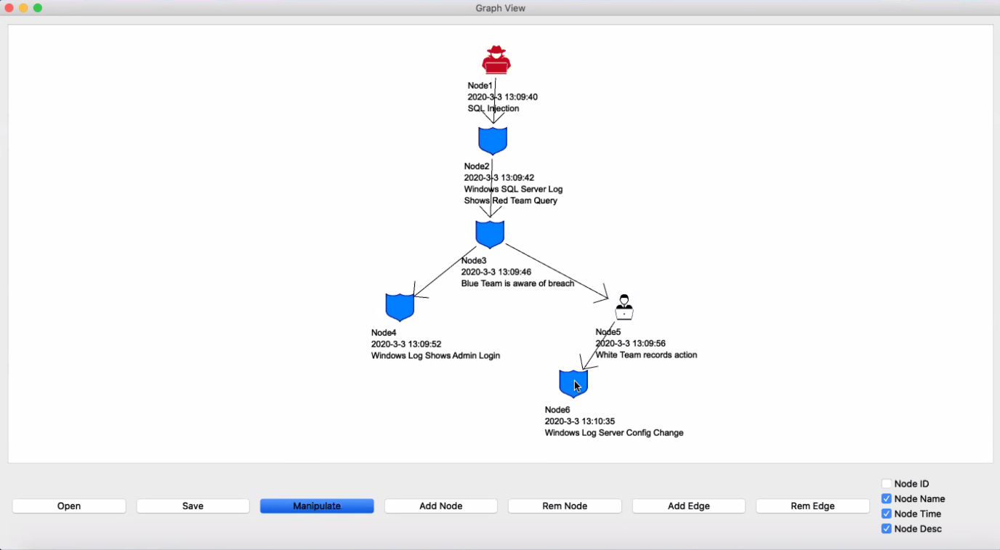 Graph View
Node1
2020-3-3 13:09:40
SQL Injection
Node2
2020-3-3 13:09:42
Windows SQL Server Log
Shows Red Team Query
Node3
2020-3-3 13:09:46
Blue Team is aware of breach
Node4
2020-3-3 13:09:52
Windows Log Shows Admin Login
Node5
2020-3-3 13:09:56
White Team records action
Node6
2020-3-3 13:10:35
Windows Log Server Config Change
Open
Save
Manipulate
Add Node
Rem Node
Add Edge
Rem Edge
Node ID
Node Name
Node Time
Node Desc